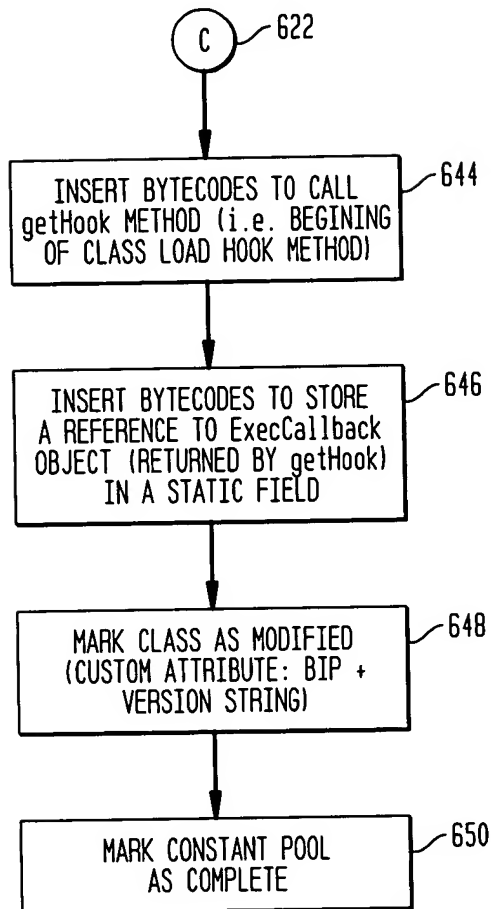 C
622
INSERT BYTECODES TO CALL
getHook METHOD (i.e. BEGINING
OF CLASS LOAD HOOK METHOD)
644
INSERT BYTECODES TO STORE
A REFERENCE TO ExecCallback
OBJECT (RETURNED BY getHook)
IN A STATIC FIELD
646
MARK CLASS AS MODIFIED
(CUSTOM ATTRIBUTE: BIP +
VERSION STRING)
648
MARK CONSTANT POOL
AS COMPLETE
650